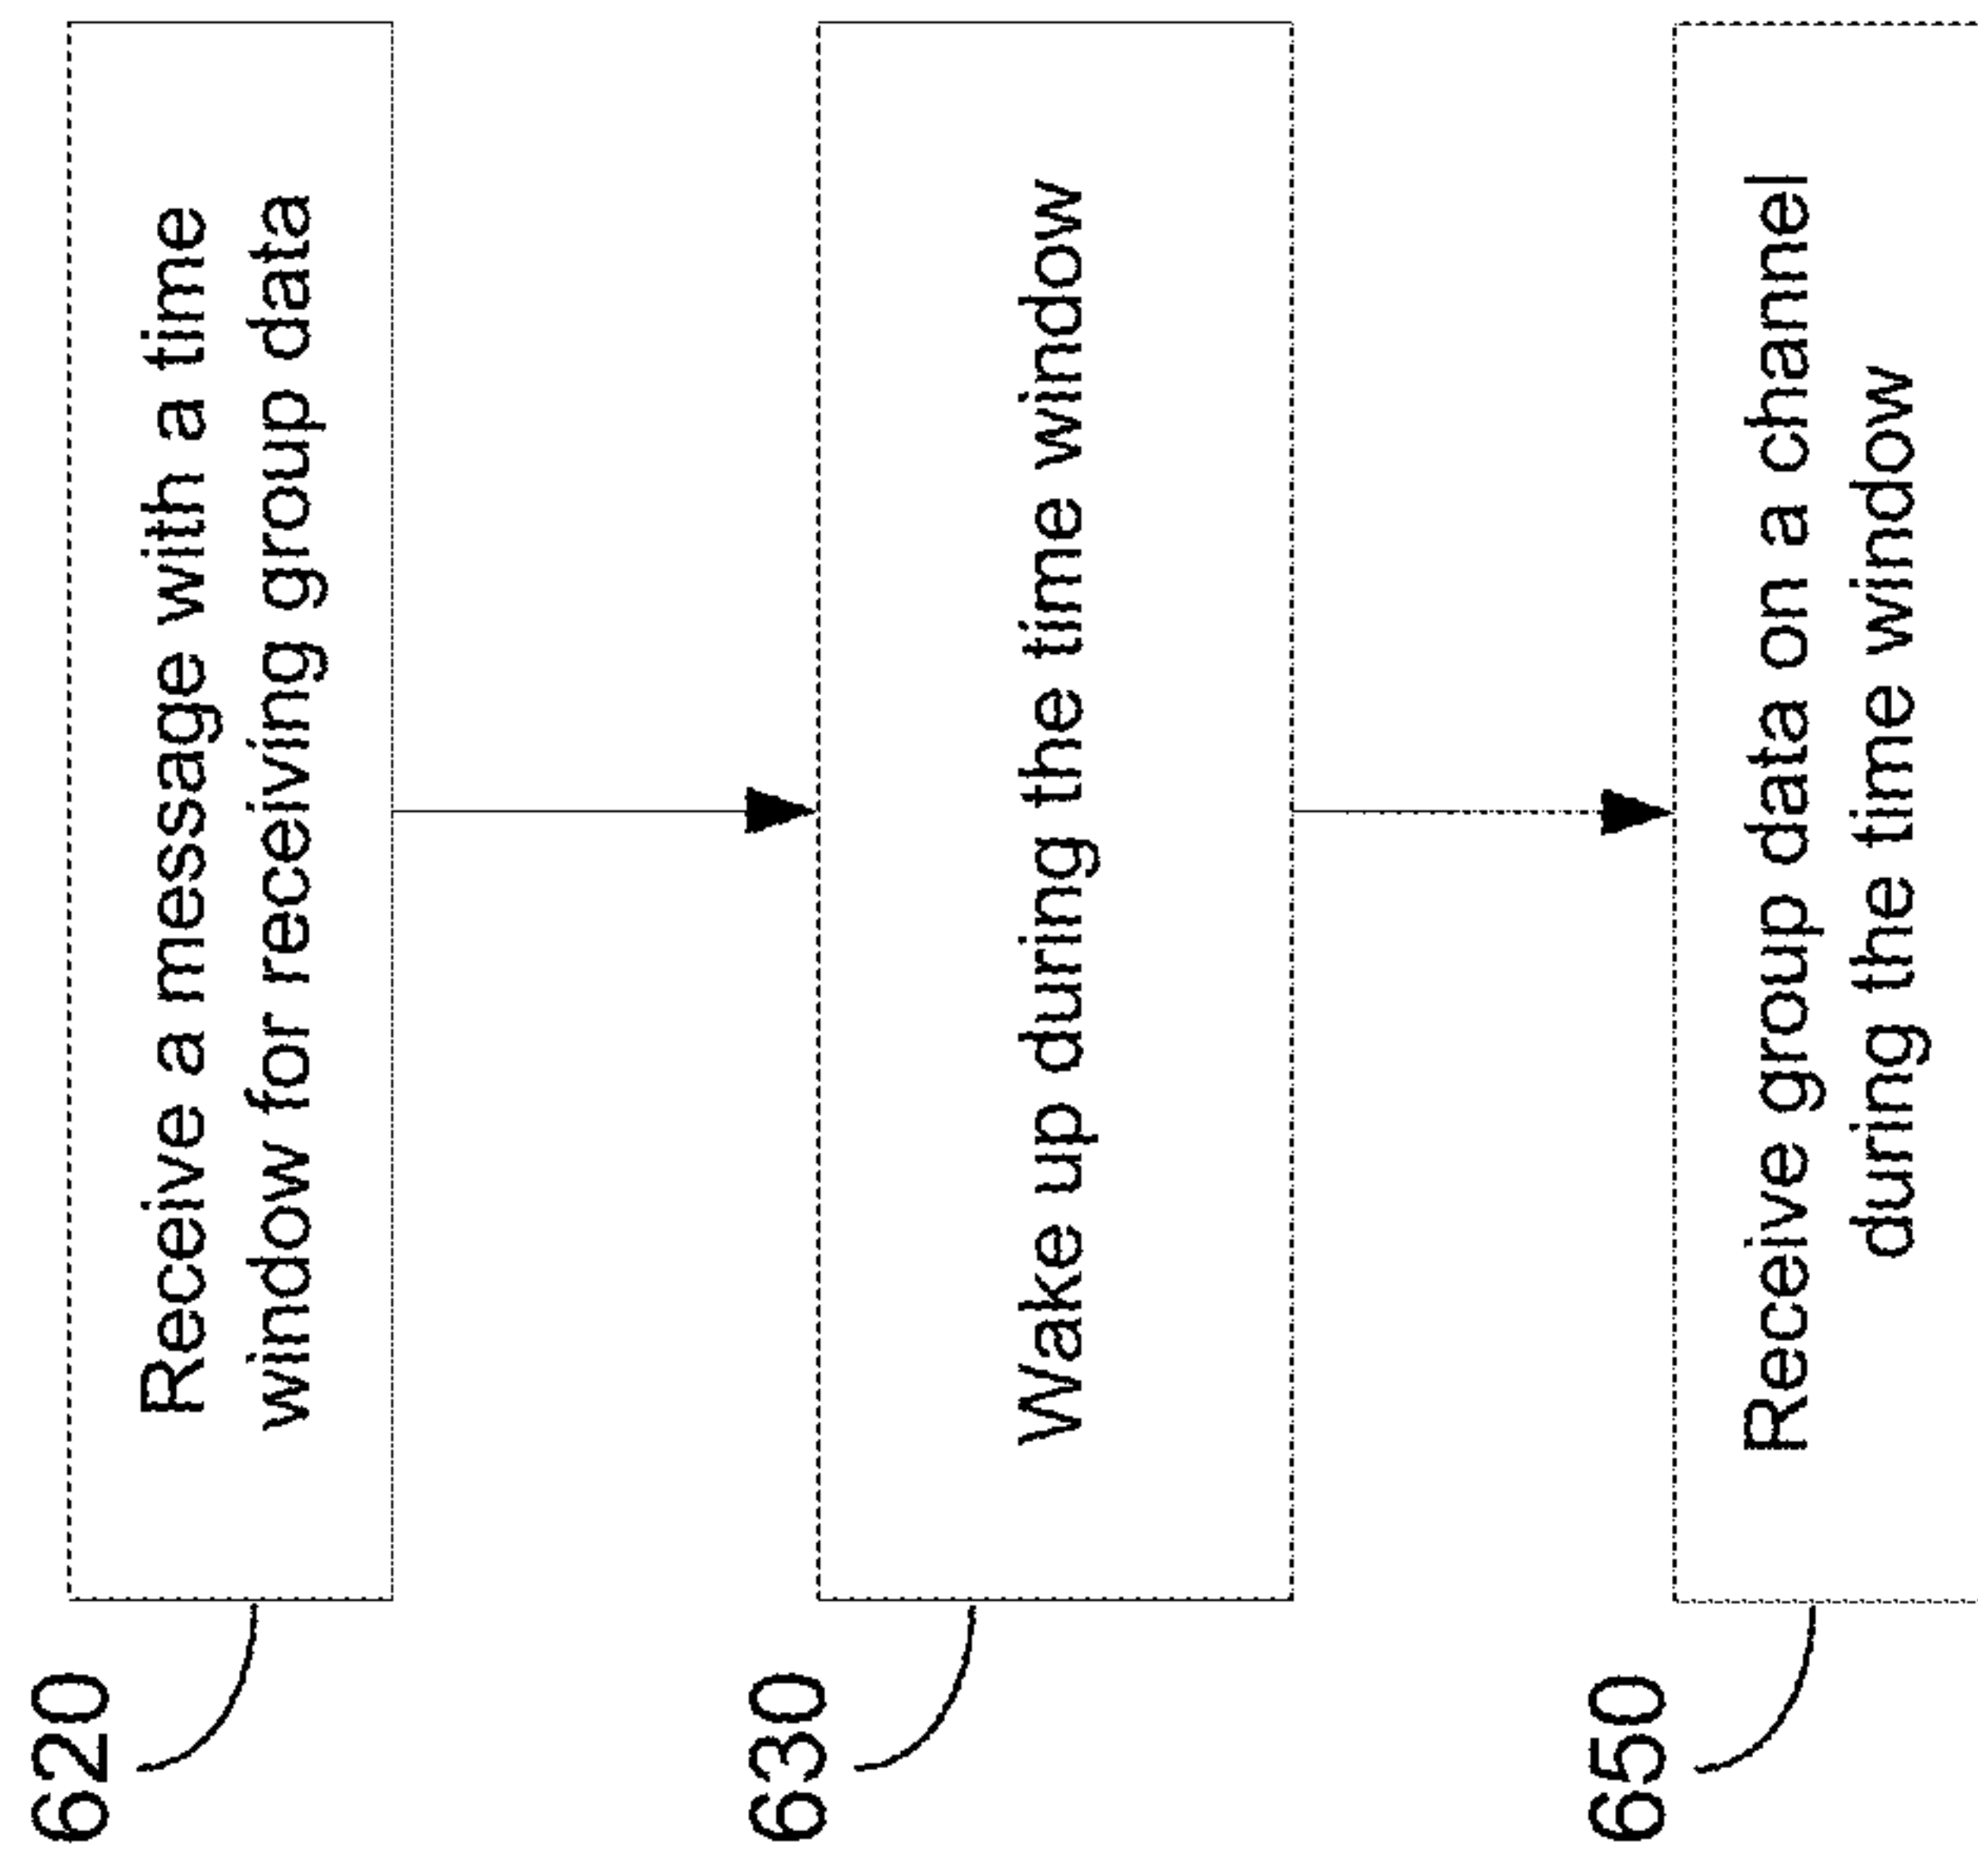 620
Receive a message with a time
window for receiving group data
630
Wake up during the time window
650
Receive group data on a channel
during the time window